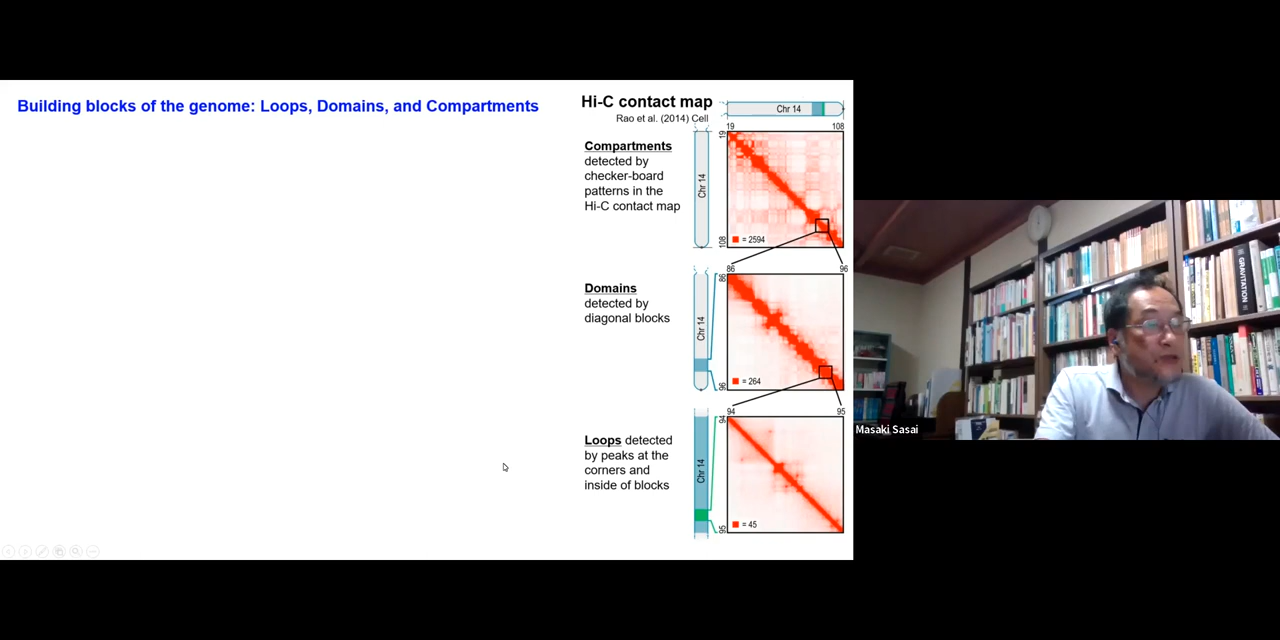 Building blocks of the genome: Loops, Domains, and Compartments
Hi-C contact map
Rao et al. (2014) Cell
Chr 14
19
108
Compartments
detected by
checker-board
patterns in the
Hi-C contact map
Chr 14
19
108
= 2594
86
96
Domains
detected by
diagonal blocks
Chr 14
86
96
= 264
94
95
Loops detected
by peaks at the
corners and
inside of blocks
Chr 14
94
95
= 45
GRAVITATION
Masaki Sasai